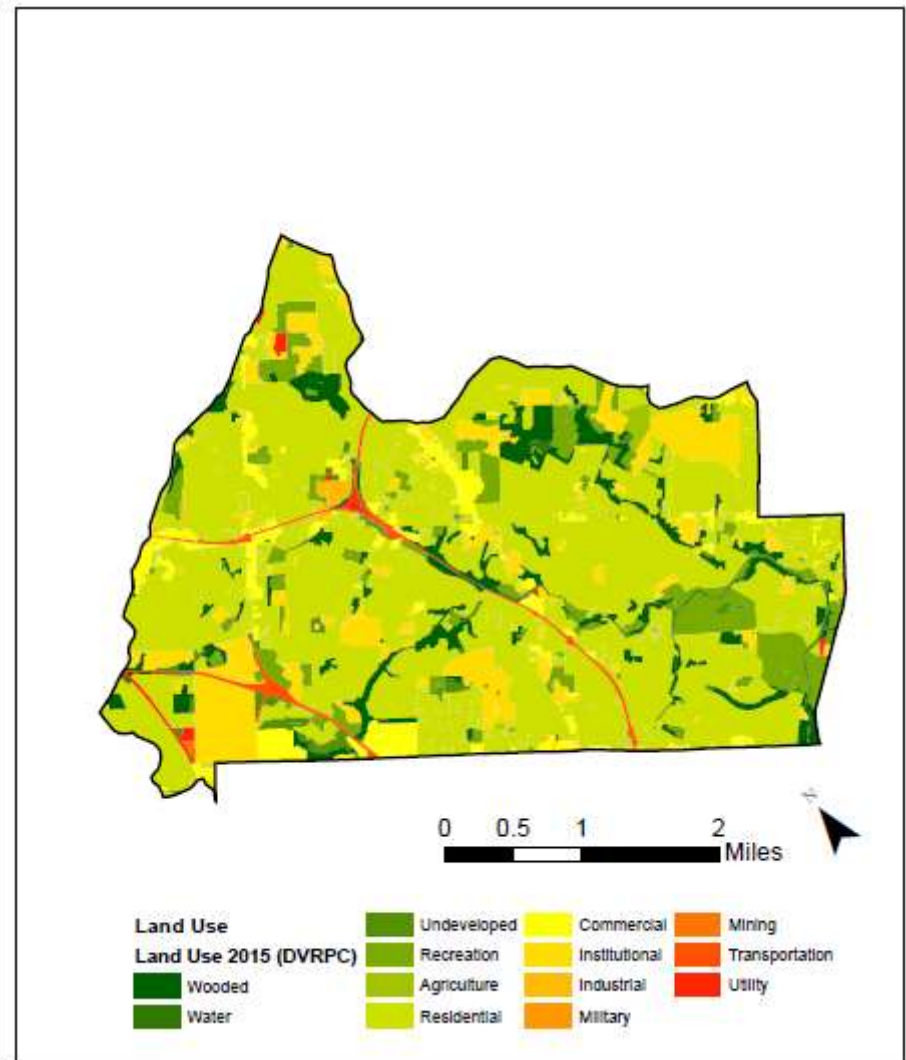 N
0 0.5 1 2
Miles
Land Use
Land Use 2015 (DVRPC)
Wooded
Water
Undeveloped
Recreation
Agriculture
Residential
Commercial
Institutional
Industrial
Military
Mining
Transportation
Utility